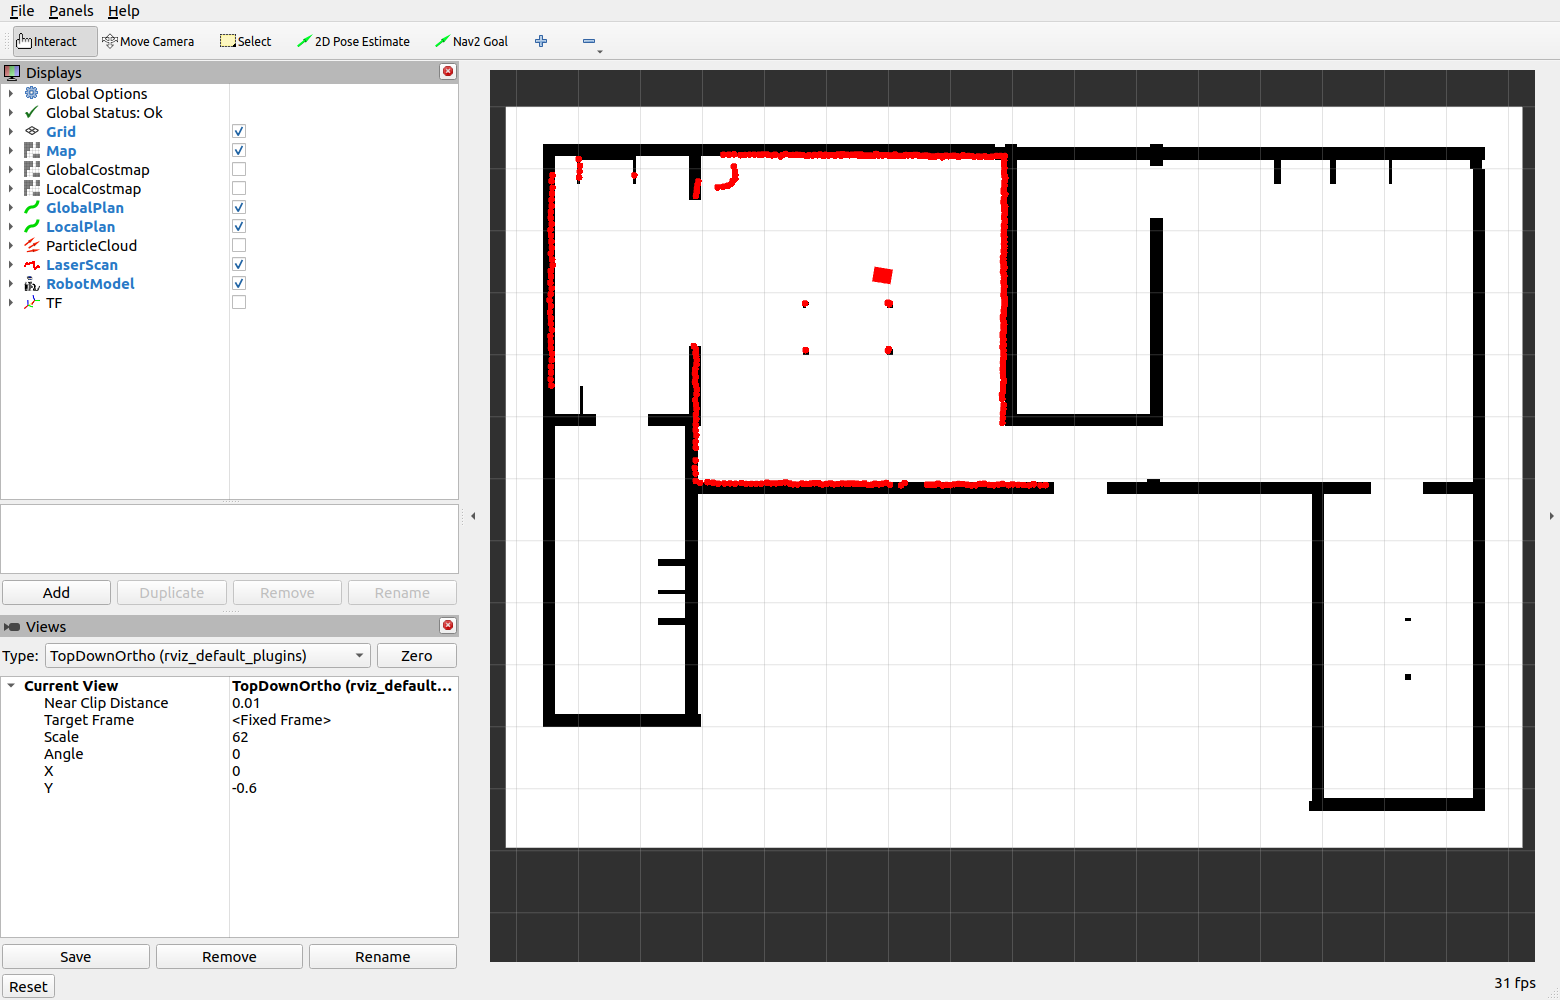 File Panels Help
Interact Move Camera Select 2D Pose Estimate Nav2 Goal
Displays
Global Options
Global Status: Ok
Grid
Map
GlobalCostmap
LocalCostmap
GlobalPlan
LocalPlan
ParticleCloud
LaserScan
RobotModel
TF
Add Duplicate Remove Rename
Views
Type: TopDownOrtho (rviz_default_plugins) Zero
Current View TopDownOrtho (rviz_default...
Near Clip Distance 0.01
Target Frame <Fixed Frame>
Scale 62
Angle 0
X 0
Y -0.6
Save Remove Rename
Reset 31 fps